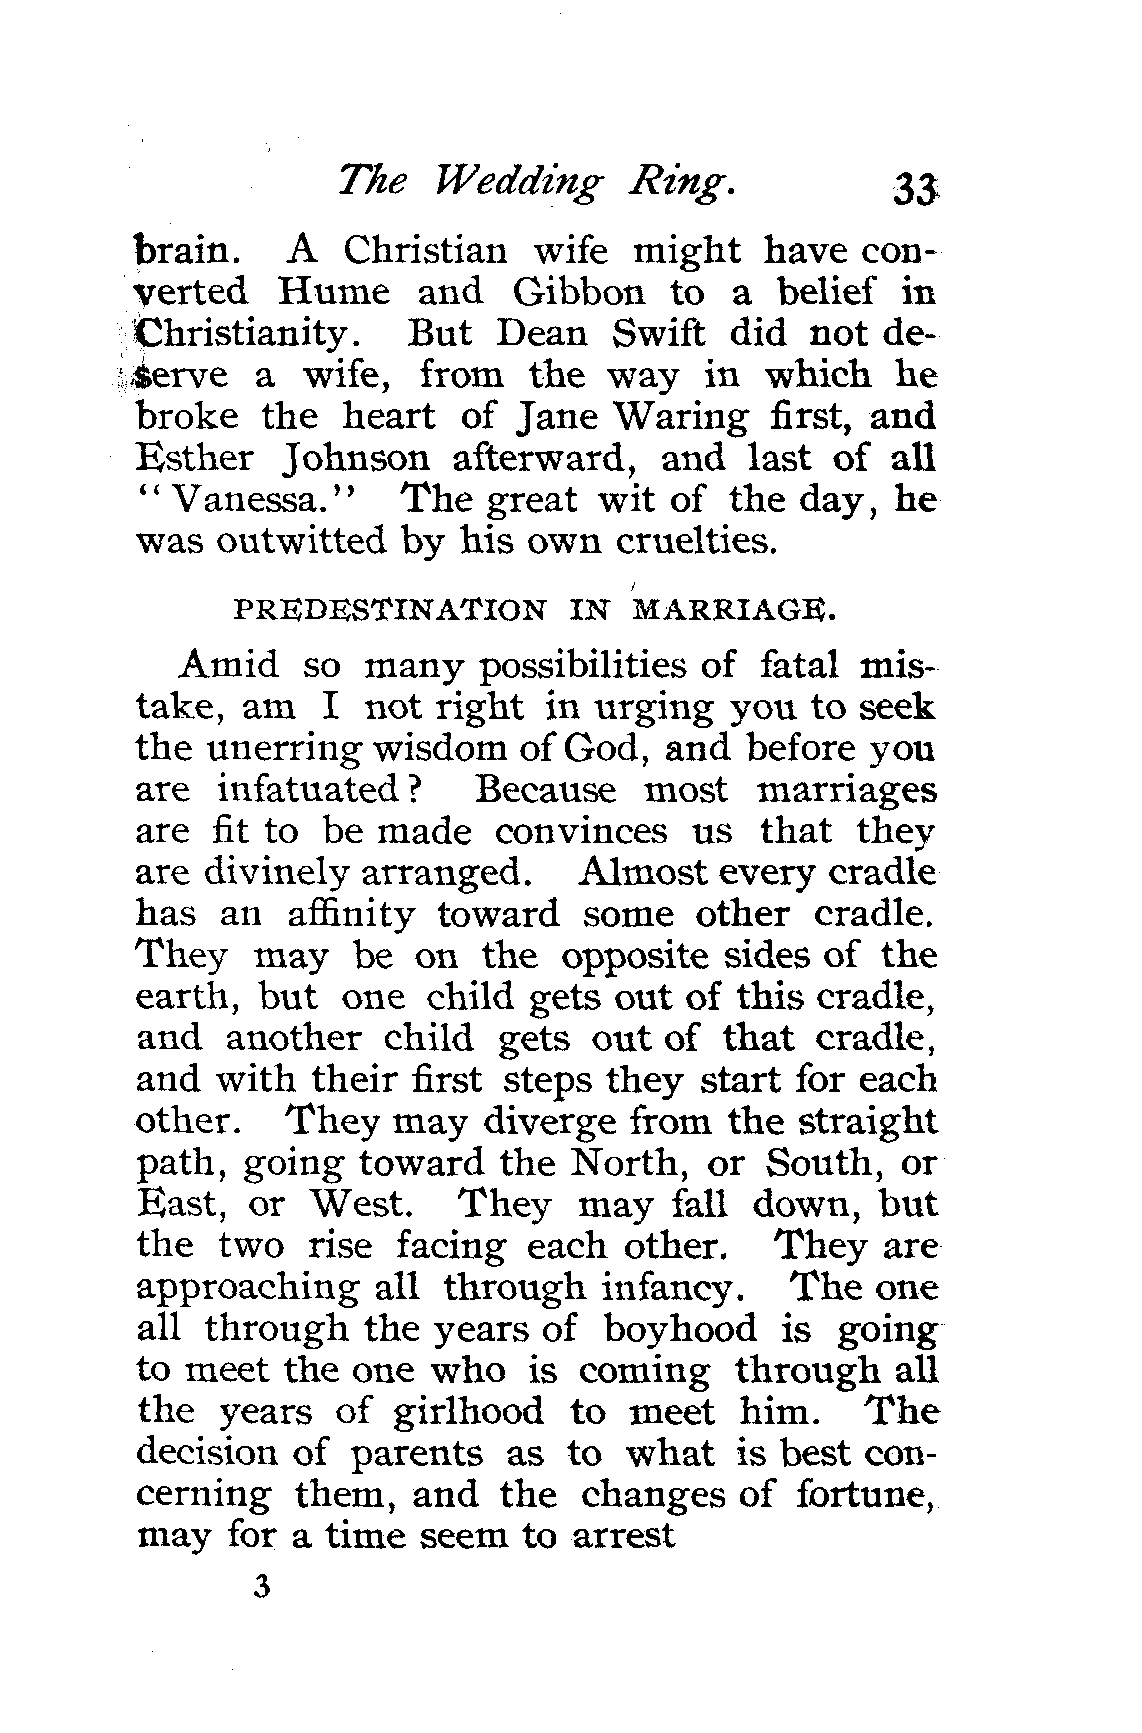 The Wedding Ring. 33
brain. A Christian wife might have con-
verted Hume and Gibbon to a belief in
Christianity. But Dean Swift did not de-
serve a wife, from the way in which he
broke the heart of Jane Waring first, and
Esther Johnson afterward, and last of all
“Vanessa.” The great wit of the day, he
was outwitted by his own cruelties.
PREDESTINATION IN MARRIAGE.
Amid so many possibilities of fatal mis-
take, am I not right in urging you to seek
the unerring wisdom of God, and before you
are infatuated? Because most marriages
are fit to be made convinces us that they
are divinely arranged. Almost every cradle
has an affinity toward some other cradle.
They may be on the opposite sides of the
earth, but one child gets out of this cradle,
and another child gets out of that cradle,
and with their first steps they start for each
other. They may diverge from the straight
path, going toward the North, or South, or
East, or West. They may fall down, but
the two rise facing each other. They are
approaching all through infancy. The one
all through the years of boyhood is going
to meet the one who is coming through all
the years of girlhood to meet him. The
decision of parents as to what is best con-
cerning them, and the changes of fortune,
may for a time seem to arrest
3